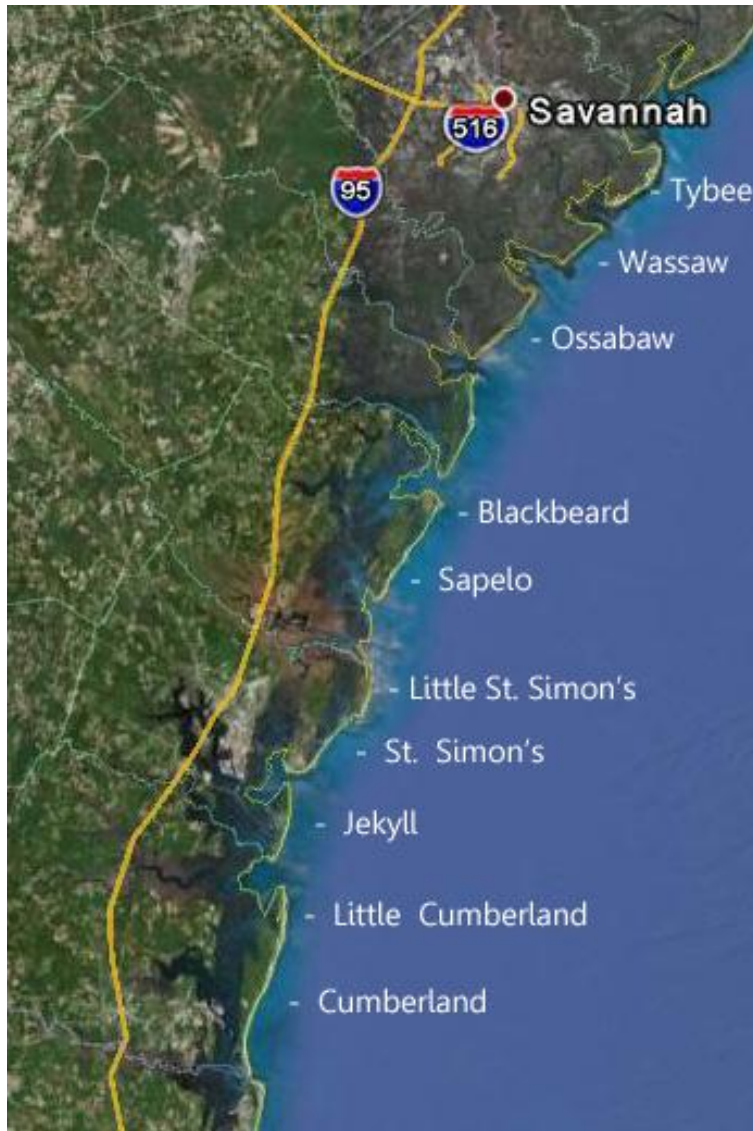 Savannah
516
95
- Tybee
- Wassaw
- Ossabaw
- Blackbeard
- Sapelo
- Little St. Simon's
- St. Simon's
- Jekyll
- Little Cumberland
- Cumberland